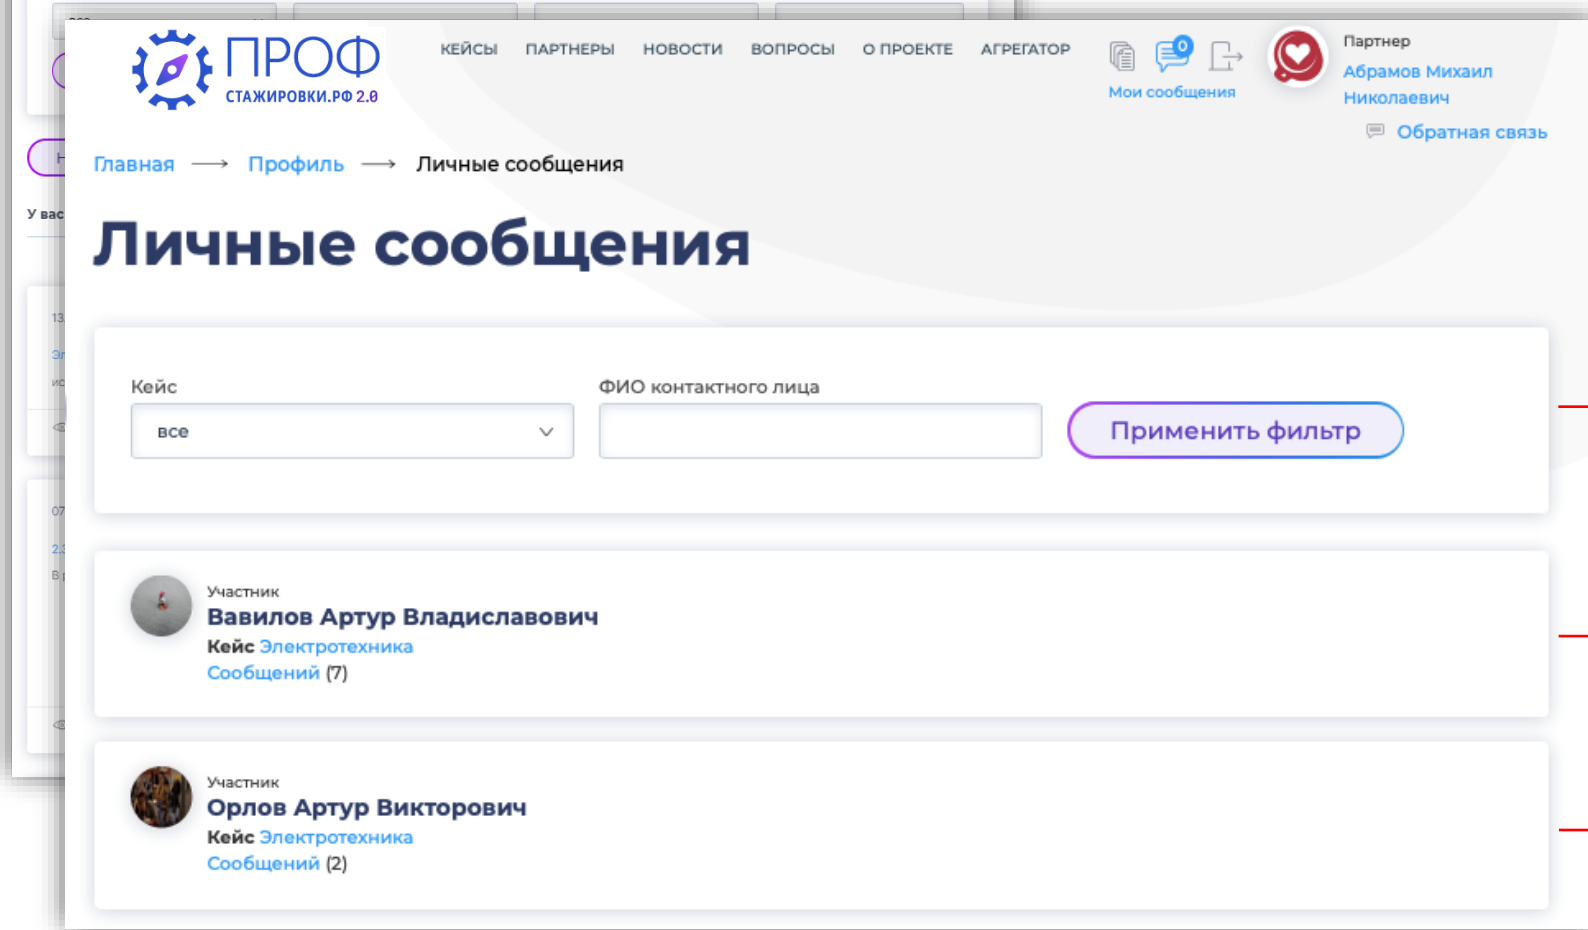 ПРОФ
СТАЖИРОВКИ.РФ 2.0
КЕЙСЫ ПАРТНЕРЫ НОВОСТИ ВОПРОСЫ О ПРОЕКТЕ АГРЕГАТОР
0
Мои сообщения
Партнер
Абрамов Михаил
Николаевич
Обратная связь
Главная → Профиль → Личные сообщения
У вас
Личные сообщения
Кейс
все
ФИО контактного лица
Применить фильтр
Участник
Вавилов Артур Владиславович
Кейс Электротехника
Сообщений (7)
Участник
Орлов Артур Викторович
Кейс Электротехника
Сообщений (2)